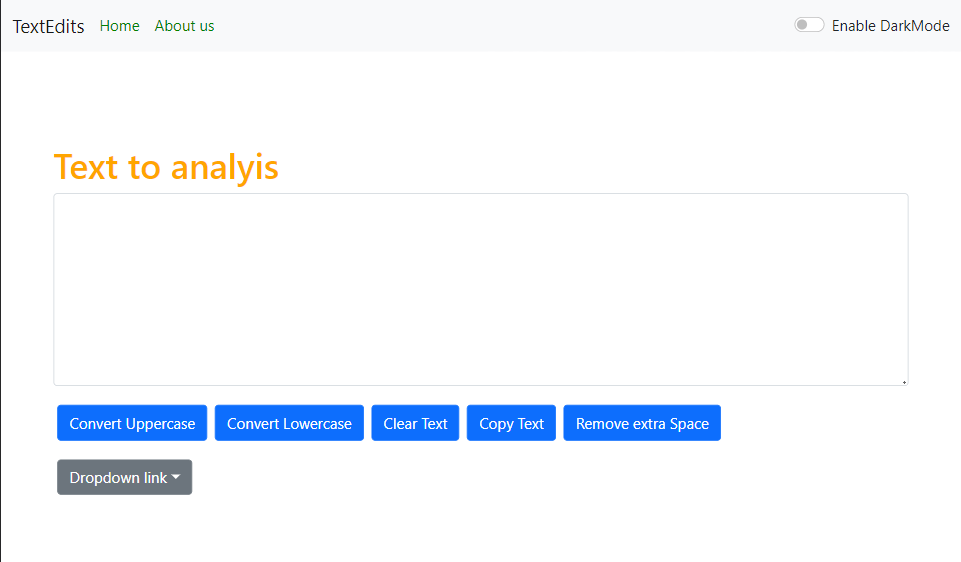 TextEdits Home About us Enable DarkMode
Text to analyis
Convert Uppercase Convert Lowercase Clear Text Copy Text Remove extra Space
Dropdown link